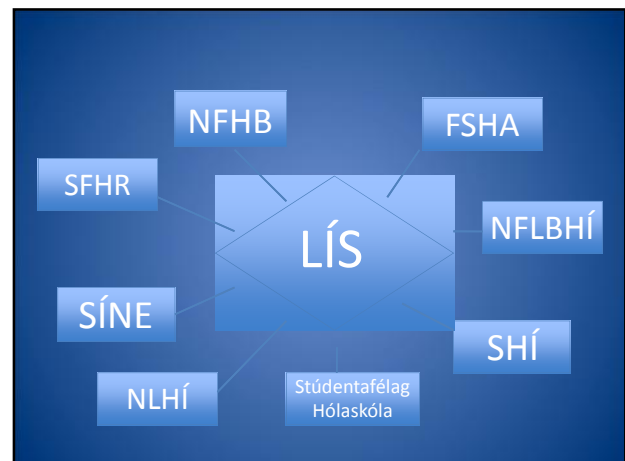 NFHB
FSHA
SFHR
NFLBHÍ
LÍS
SÍNE
SHÍ
NLHÍ
Stúdentafélag
Hólaskóla